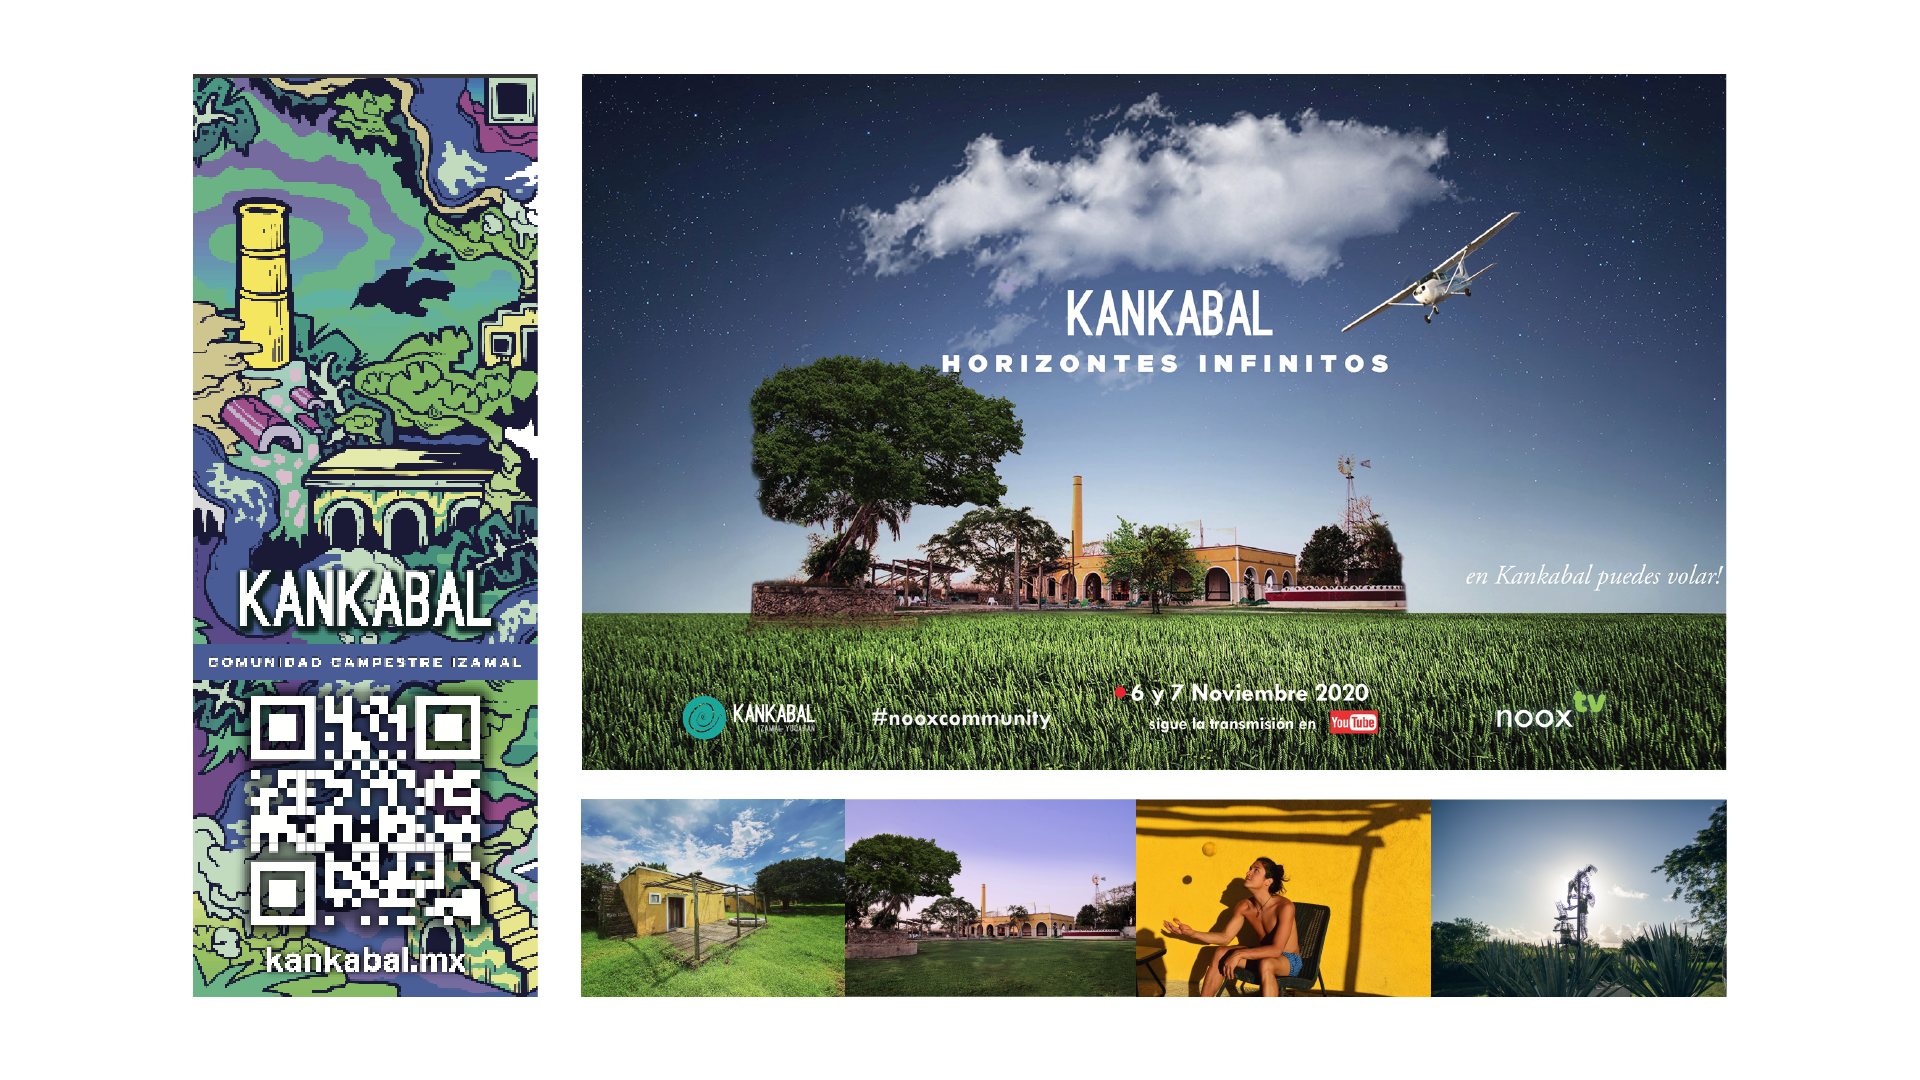 KANKABAL
COMUNIDAD CAMPESTRE IZAMAL
kankabal.mx
KANKABAL
HORIZONTES INFINITOS
en Kankabal puedes volar!
KANKABAL
IZAMAL, YUCATÁN
#nooxcommunity
6 y 7 Noviembre 2020
sigue la transmisión en YouTube
noox tv